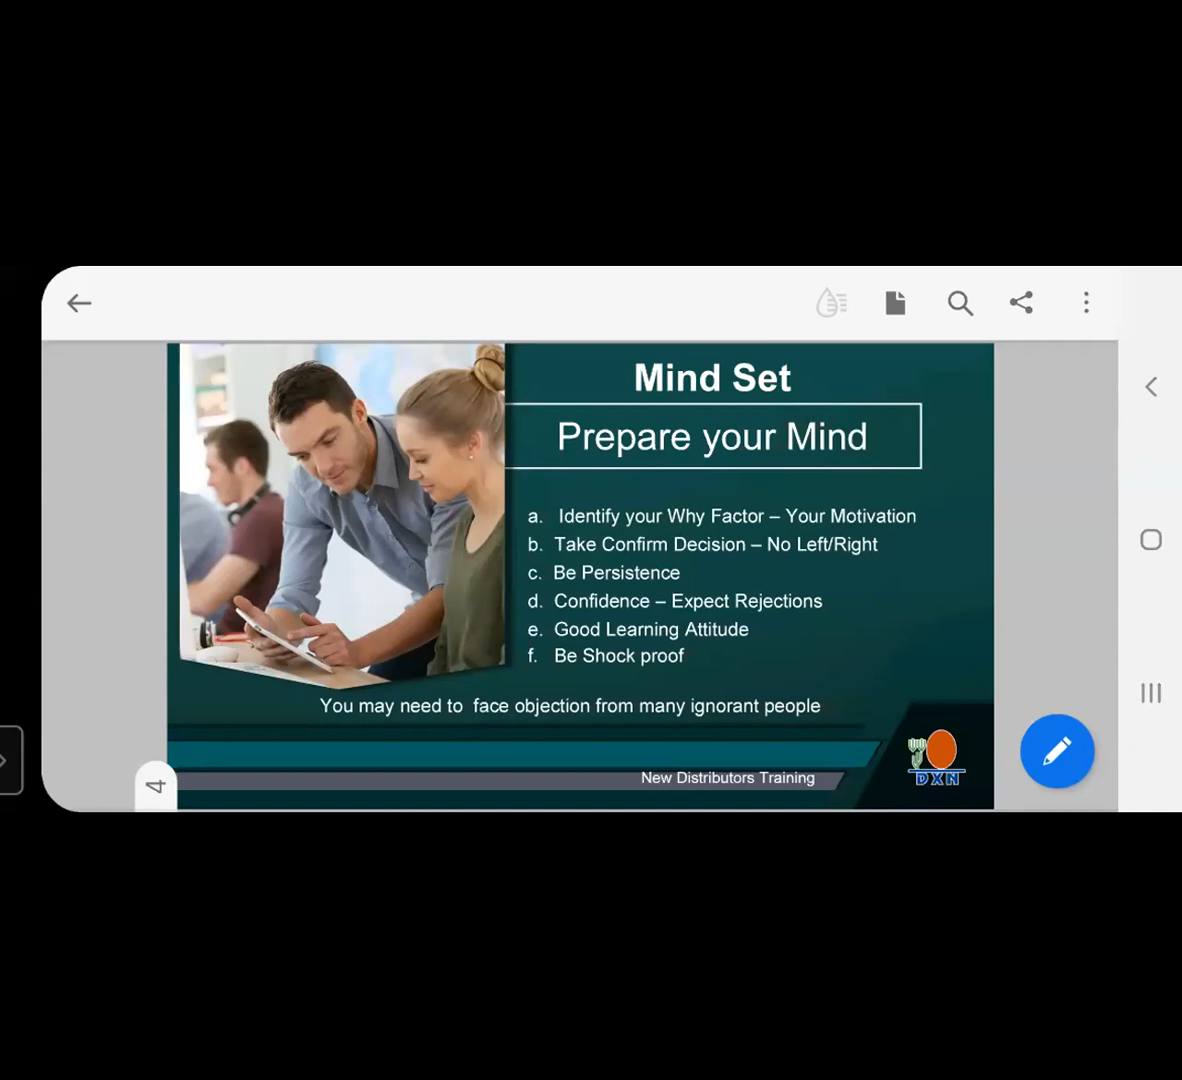 Mind Set
Prepare your Mind
a. Identify your Why Factor – Your Motivation
b. Take Confirm Decision – No Left/Right
c. Be Persistence
d. Confidence – Expect Rejections
e. Good Learning Attitude
f. Be Shock proof
You may need to face objection from many ignorant people
New Distributors Training
DXN
4